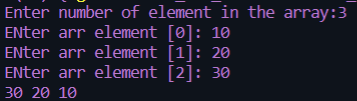 Enter number of element in the array:3
ENter arr element [0]: 10
ENter arr element [1]: 20
ENter arr element [2]: 30
30 20 10